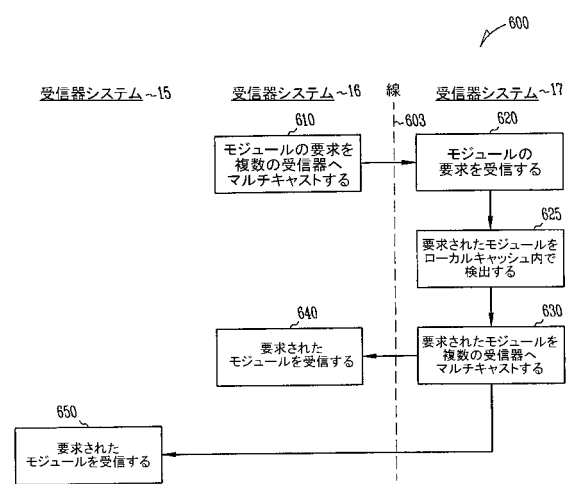 600
受信器システム~15
受信器システム~16
線
受信器システム~17
603
610
モジュールの要求を
複数の受信器へ
マルチキャストする
620
モジュールの
要求を受信する
625
要求されたモジュールを
ローカルキャッシュ内で
検出する
630
要求されたモジュールを
複数の受信器へ
マルチキャストする
640
要求された
モジュールを受信する
650
要求された
モジュールを受信する